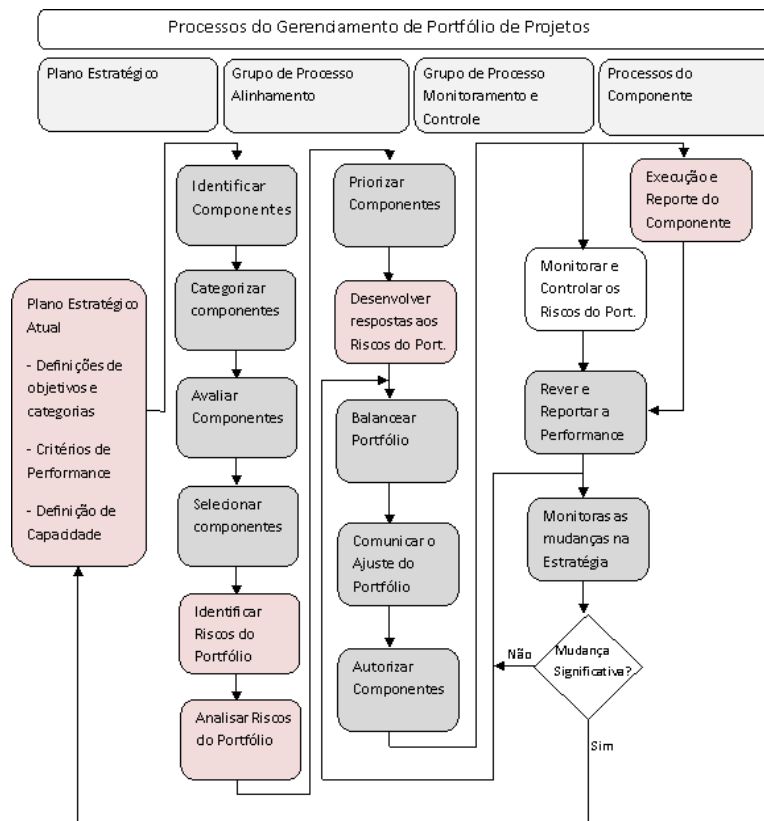 Processos do Gerenciamento de Portfólio de Projetos
Plano Estratégico
Grupo de Processo
Alinhamento
Grupo de Processo
Monitoramento e
Controle
Processos do
Componente
Identificar
Componentes
Categorizar
componentes
Avaliar
Componentes
Selecionar
componentes
Identificar
Riscos do
Portfólio
Analisar Riscos
do Portfólio
Plano Estratégico
Atual
- Definições de
objetivos e
categorias
- Critérios de
Performance
- Definição de
Capacidade
Priorizar
Componentes
Desenvolver
respostas aos
Riscos do Port.
Balancear
Portfólio
Comunicar o
Ajuste do
Portfólio
Autorizar
Componentes
Execução e
Reporte do
Componente
Monitorar e
Controlar os
Riscos do Port.
Rever e
Reportar a
Performance
Monitoras as
mudanças na
Estratégia
Mudança
Significativa?
Não
Sim